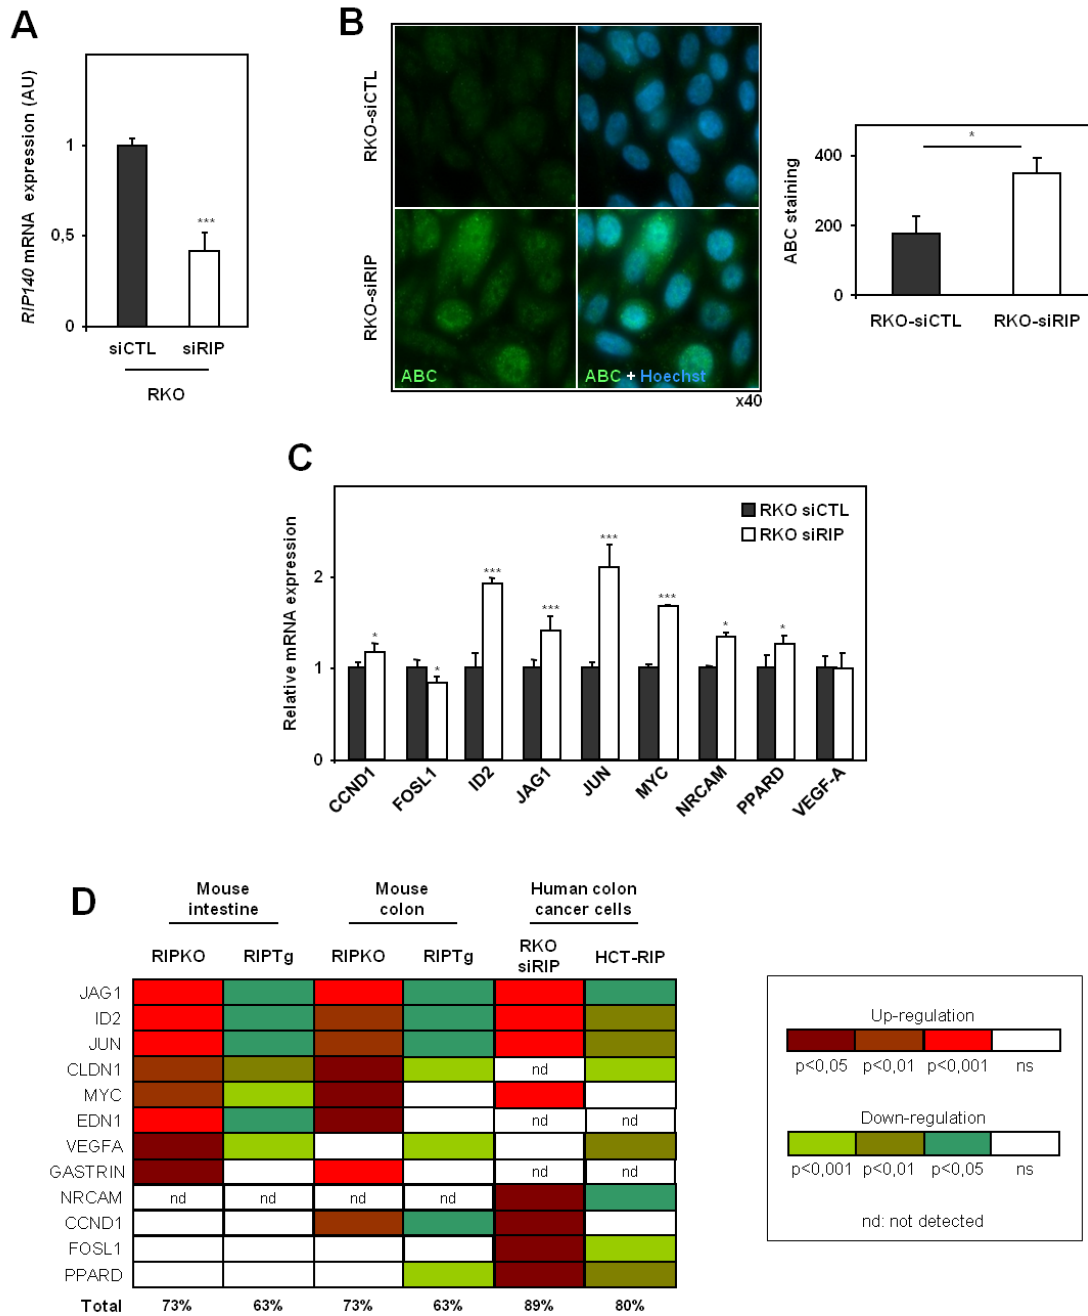 A
RIP140 mRNA expression (AU)
1
0,5
0
***
siCTL
siRIP
RKO
B
RKO-siCTL
RKO-siRIP
ABC
ABC + Hoechst
x40
ABC staining
400
200
0
*
RKO-siCTL
RKO-siRIP
C
Relative mRNA expression
2
1
0
RKO siCTL
RKO siRIP
*
*
***
***
***
***
*
*
CCND1
FOSL1
ID2
JAG1
JUN
MYC
NRCAM
PPARD
VEGF-A
D
Mouse intestine
Mouse colon
Human colon cancer cells
RIPKO RIPTg RIPKO RIPTg RKO siRIP HCT-RIP
JAG1
ID2
JUN
CLDN1 nd
MYC
EDN1 nd nd
VEGFA
GASTRIN nd nd
NRCAM nd nd nd nd
CCND1
FOSL1
PPARD
Total 73% 63% 73% 63% 89% 80%
Up-regulation
p<0,05 p<0,01 p<0,001 ns
Down-regulation
p<0,001 p<0,01 p<0,05 ns
nd: not detected